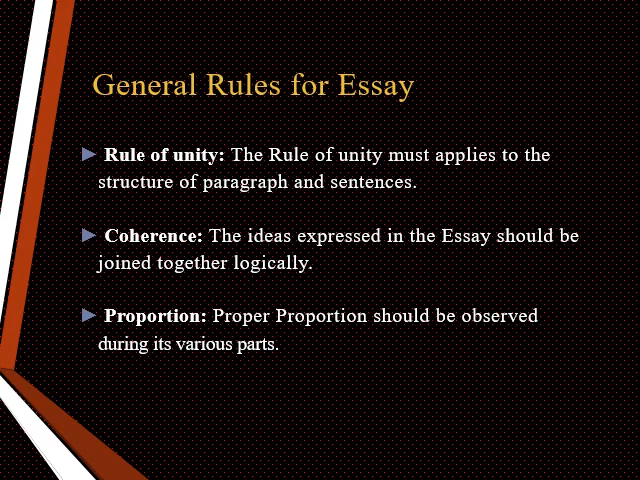 General Rules for Essay
► Rule of unity: The Rule of unity must applies to the
structure of paragraph and sentences.
► Coherence: The ideas expressed in the Essay should be
joined together logically.
► Proportion: Proper Proportion should be observed
during its various parts.